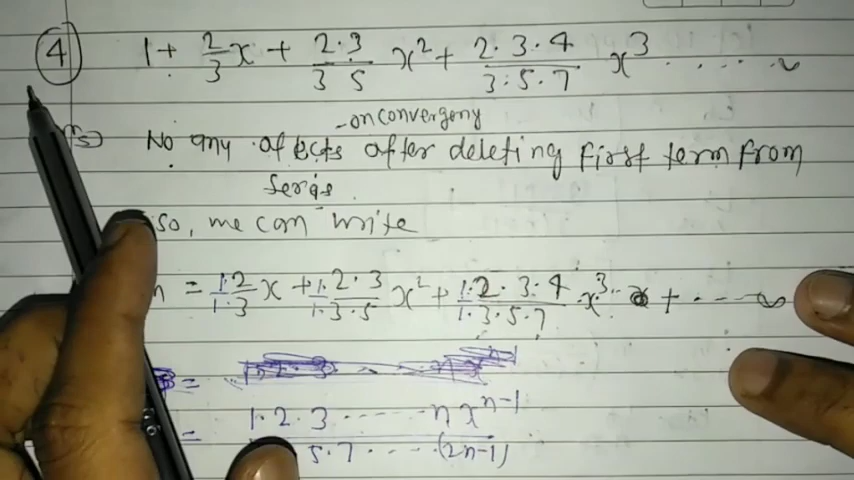 ④ 1 + 2/3 x + 2·3/3·5 x² + 2·3·4/3·5·7 x³ ....... ∞
-on convergeny
No any affects after deleting first term from
series
so, we can write
= 1·2/1·3 x + 1·2·3/1·3·5 x² + 1·2·3·4/1·3·5·7 x³ + ...... ∞
=
= 1·2·3 ....... n x^(n-1) / 5·7 ..... (2n-1)